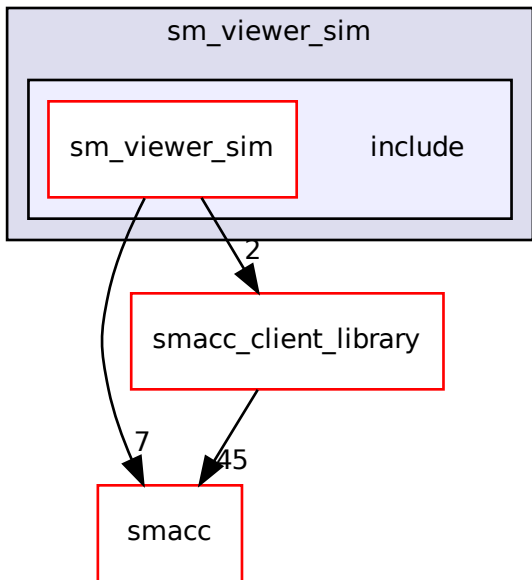 sm_viewer_sim
sm_viewer_sim
include
2
smacc_client_library
7
45
smacc